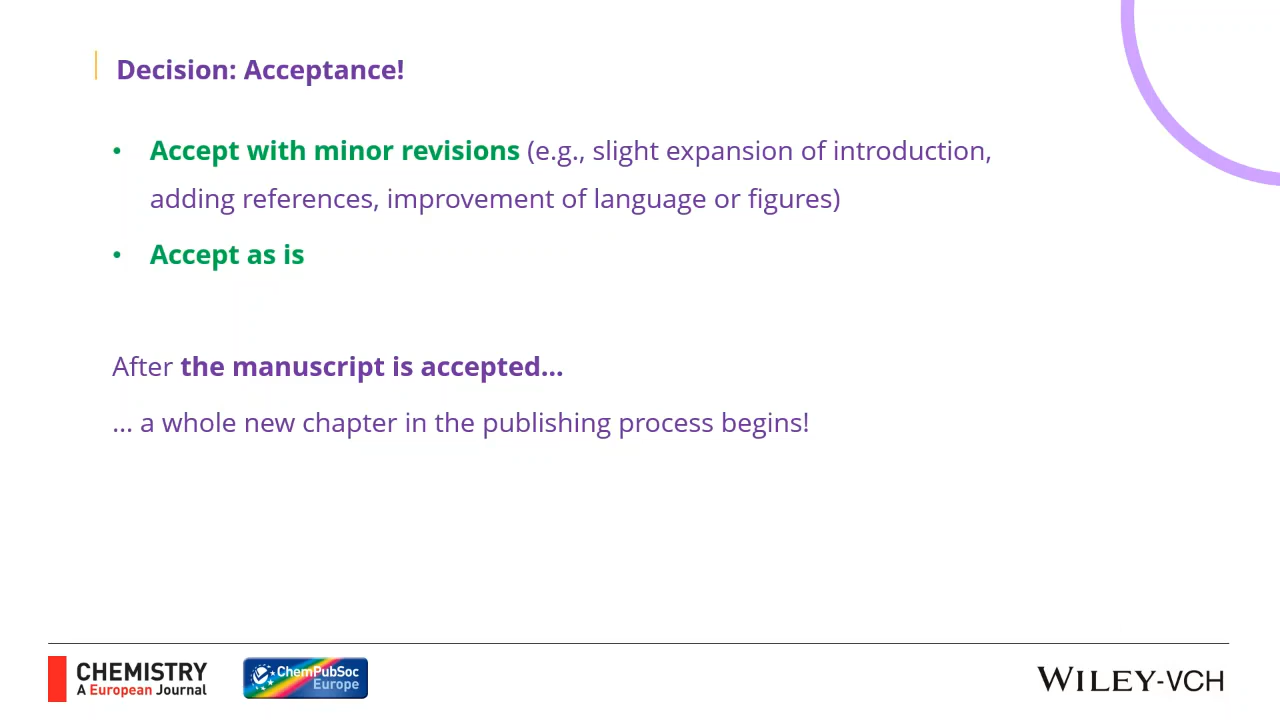 Decision: Acceptance!
• Accept with minor revisions (e.g., slight expansion of introduction,
adding references, improvement of language or figures)
• Accept as is
After the manuscript is accepted...
... a whole new chapter in the publishing process begins!
CHEMISTRY
A European Journal
ChemPubSoc
Europe
WILEY-VCH